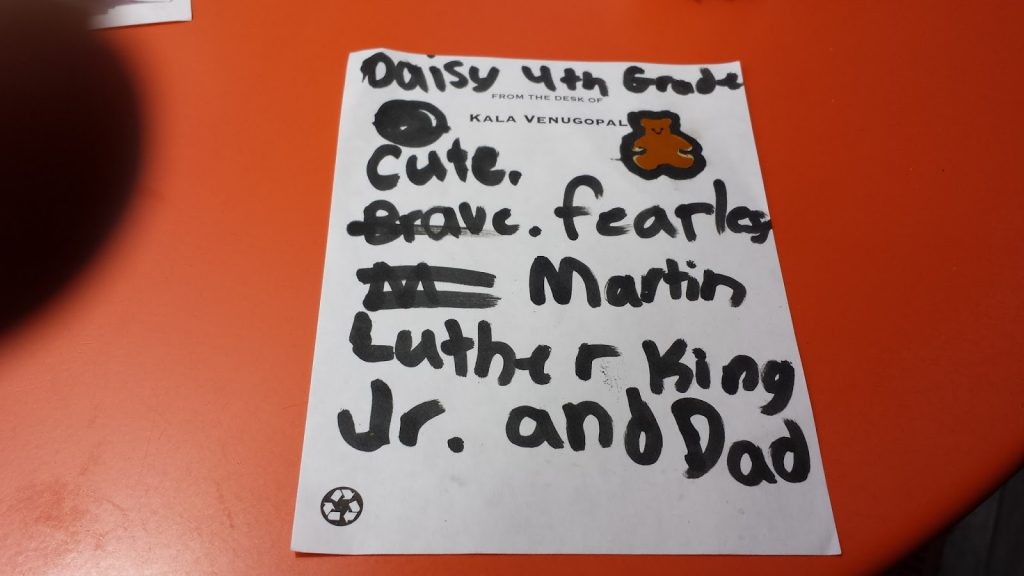 Daisy 4th Grade
FROM THE DESK OF
KALA VENUGOPAL
Cute.
Brave. fearles
M Martin
Luther King
Jr. and Dad